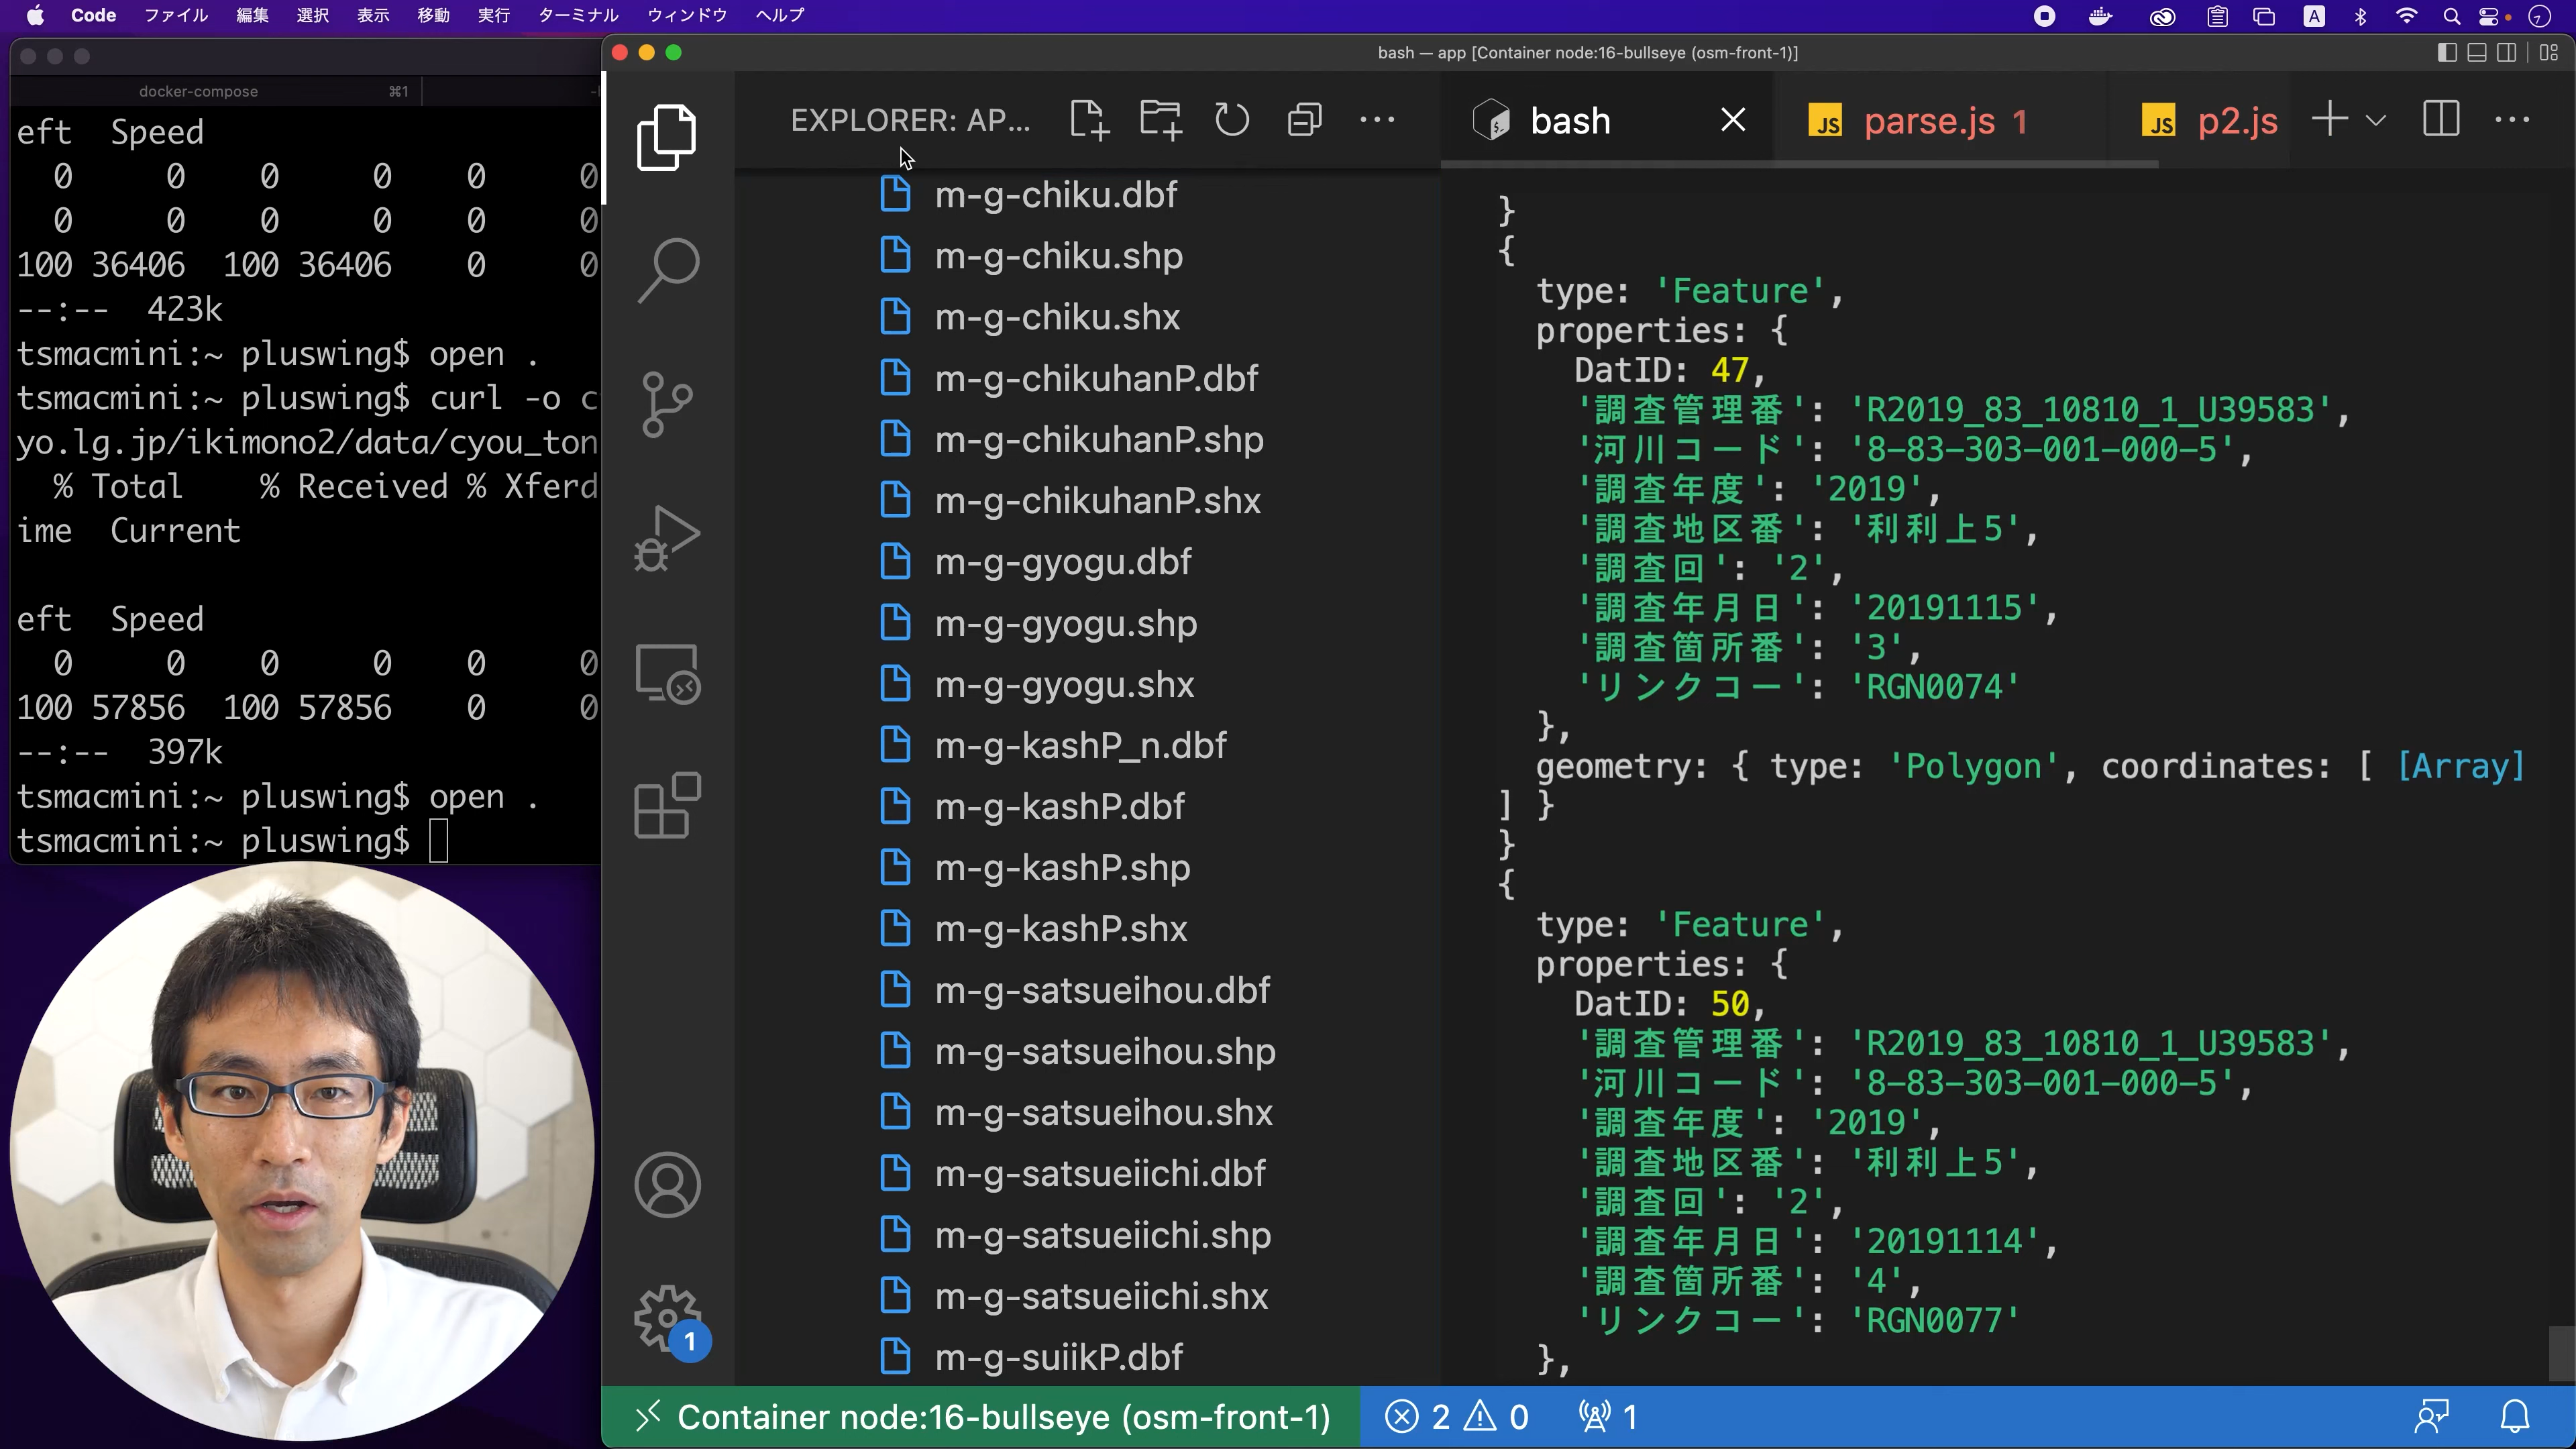 Code ファイル 編集 選択 表示 移動 実行 ターミナル ウィンドウ ヘルプ
A
docker-compose ⌘1
eft Speed
0 0 0 0 0 0
0 0 0 0 0 0
100 36406 100 36406 0 0
--:-- 423k
tsmacmini:~ pluswing$ open .
tsmacmini:~ pluswing$ curl -o c
yo.lg.jp/ikimono2/data/cyou_ton
% Total % Received % Xferd
ime Current
eft Speed
0 0 0 0 0 0
100 57856 100 57856 0 0
--:-- 397k
tsmacmini:~ pluswing$ open .
tsmacmini:~ pluswing$
bash — app [Container node:16-bullseye (osm-front-1)]
EXPLORER: AP...
m-g-chiku.dbf
m-g-chiku.shp
m-g-chiku.shx
m-g-chikuhanP.dbf
m-g-chikuhanP.shp
m-g-chikuhanP.shx
m-g-gyogu.dbf
m-g-gyogu.shp
m-g-gyogu.shx
m-g-kashP_n.dbf
m-g-kashP.dbf
m-g-kashP.shp
m-g-kashP.shx
m-g-satsueihou.dbf
m-g-satsueihou.shp
m-g-satsueihou.shx
m-g-satsueiichi.dbf
m-g-satsueiichi.shp
m-g-satsueiichi.shx
m-g-suiikP.dbf
1
bash JS parse.js 1 JS p2.js
}
{
type: 'Feature',
properties: {
DatID: 47,
'調査管理番': 'R2019_83_10810_1_U39583',
'河川コード': '8-83-303-001-000-5',
'調査年度': '2019',
'調査地区番': '利利上5',
'調査回': '2',
'調査年月日': '20191115',
'調査箇所番': '3',
'リンクコー': 'RGN0074'
},
geometry: { type: 'Polygon', coordinates: [ [Array]
] }
}
{
type: 'Feature',
properties: {
DatID: 50,
'調査管理番': 'R2019_83_10810_1_U39583',
'河川コード': '8-83-303-001-000-5',
'調査年度': '2019',
'調査地区番': '利利上5',
'調査回': '2',
'調査年月日': '20191114',
'調査箇所番': '4',
'リンクコー': 'RGN0077'
},
Container node:16-bullseye (osm-front-1) 2 0 1